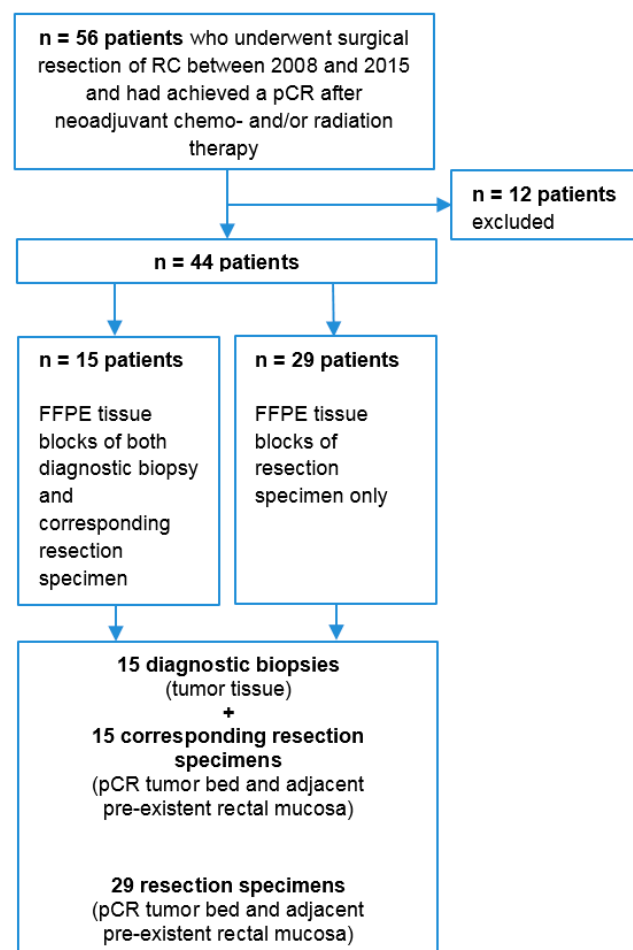 n = 56 patients who underwent surgical
resection of RC between 2008 and 2015
and had achieved a pCR after
neoadjuvant chemo- and/or radiation
therapy
n = 12 patients
excluded
n = 44 patients
n = 15 patients
FFPE tissue
blocks of both
diagnostic biopsy
and
corresponding
resection
specimen
n = 29 patients
FFPE tissue
blocks of
resection
specimen only
15 diagnostic biopsies
(tumor tissue)
+
15 corresponding resection
specimens
(pCR tumor bed and adjacent
pre-existent rectal mucosa)
29 resection specimens
(pCR tumor bed and adjacent
pre-existent rectal mucosa)